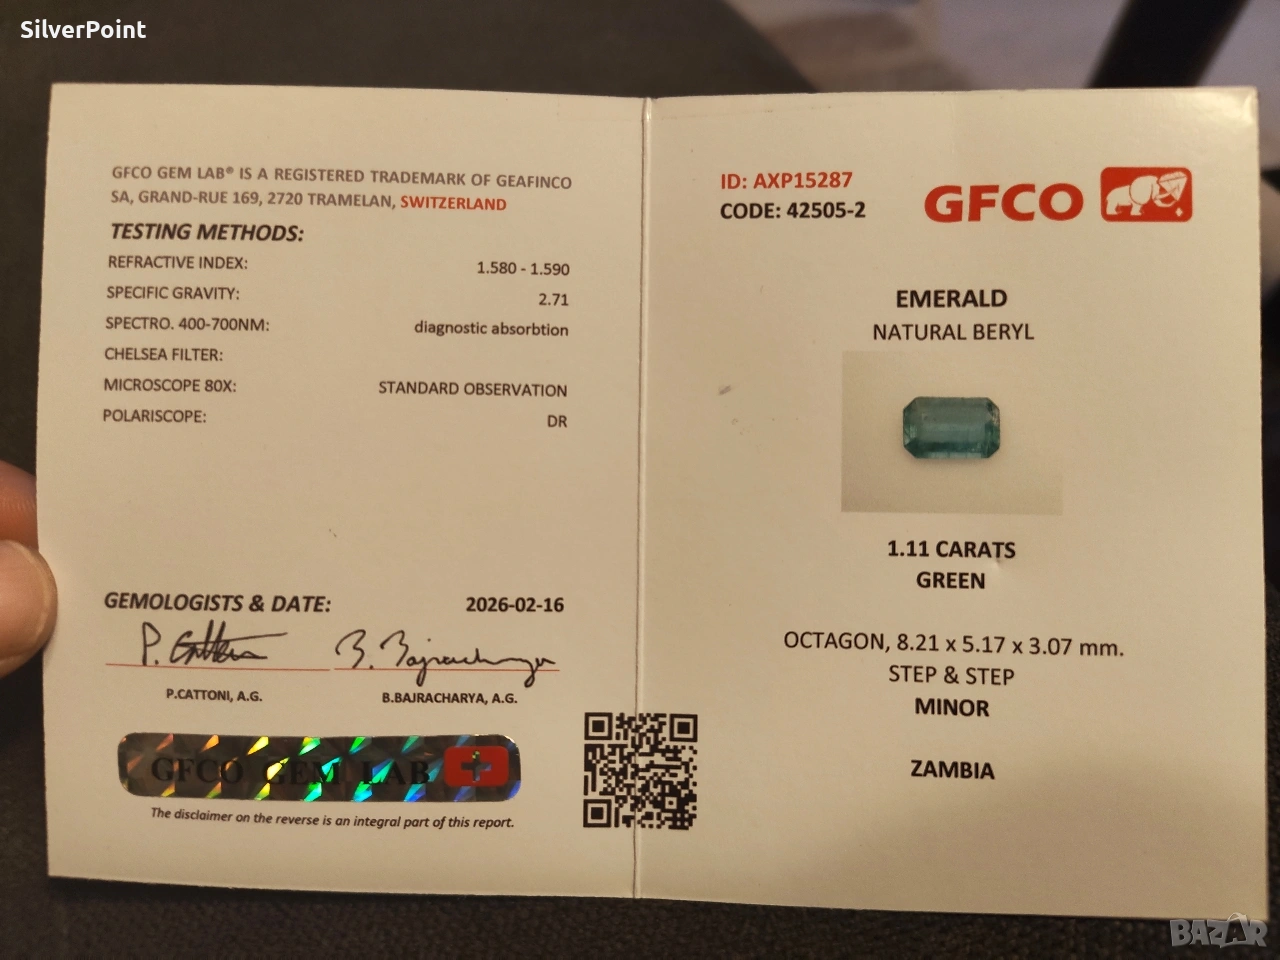 SilverPoint
GFCO GEM LAB® IS A REGISTERED TRADEMARK OF GEAFINCO
SA, GRAND-RUE 169, 2720 TRAMELAN, SWITZERLAND
TESTING METHODS:
REFRACTIVE INDEX: 1.580 - 1.590
SPECIFIC GRAVITY: 2.71
SPECTRO. 400-700NM: diagnostic absorbtion
CHELSEA FILTER:
MICROSCOPE 80X: STANDARD OBSERVATION
POLARISCOPE: DR
GEMOLOGISTS & DATE: 2026-02-16
P. Cattoni B. Bajracharya
P.CATTONI, A.G. B.BAJRACHARYA, A.G.
GFCO GEM LAB
The disclaimer on the reverse is an integral part of this report.
ID: AXP15287
CODE: 42505-2
GFCO
EMERALD
NATURAL BERYL
1.11 CARATS
GREEN
OCTAGON, 8.21 x 5.17 x 3.07 mm.
STEP & STEP
MINOR
ZAMBIA
BAZAR